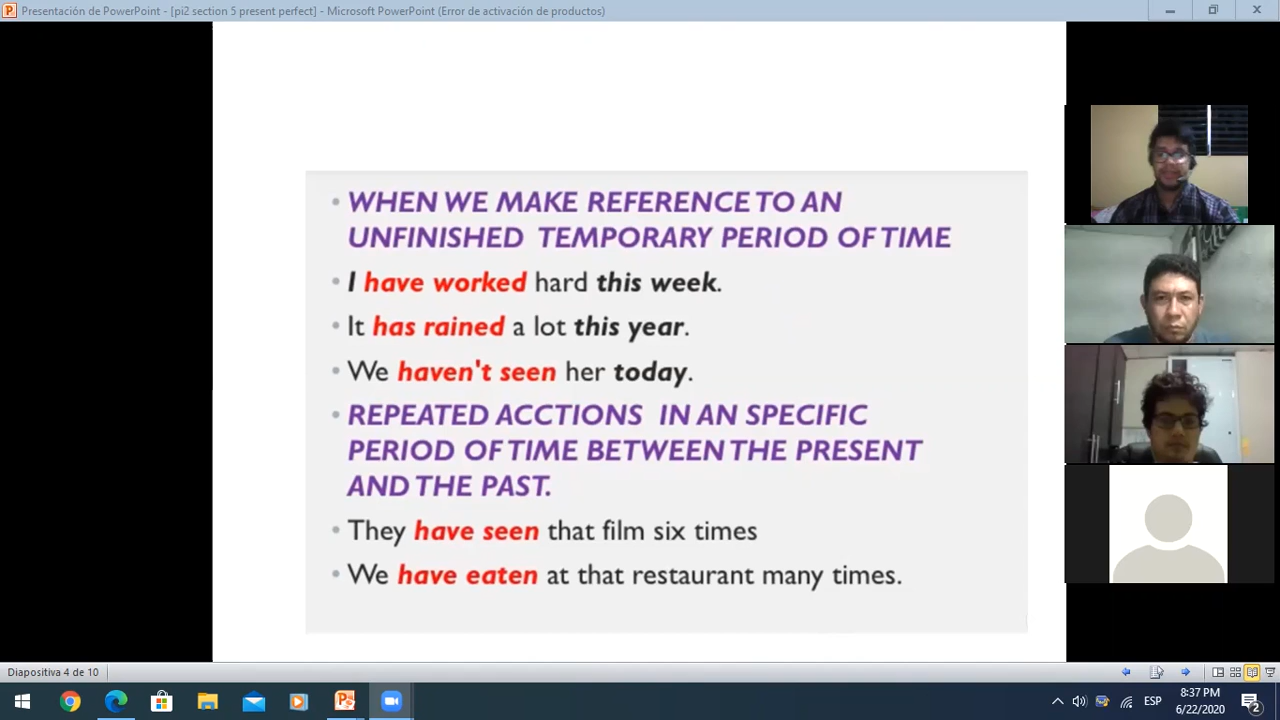 Presentación de PowerPoint - [pi2 section 5 present perfect] - Microsoft PowerPoint (Error de activación de productos)
• WHEN WE MAKE REFERENCE TO AN
UNFINISHED TEMPORARY PERIOD OF TIME
• I have worked hard this week.
• It has rained a lot this year.
• We haven't seen her today.
• REPEATED ACCTIONS IN AN SPECIFIC
PERIOD OF TIME BETWEEN THE PRESENT
AND THE PAST.
• They have seen that film six times
• We have eaten at that restaurant many times.
Diapositiva 4 de 10
ESP
8:37 PM
6/22/2020
2